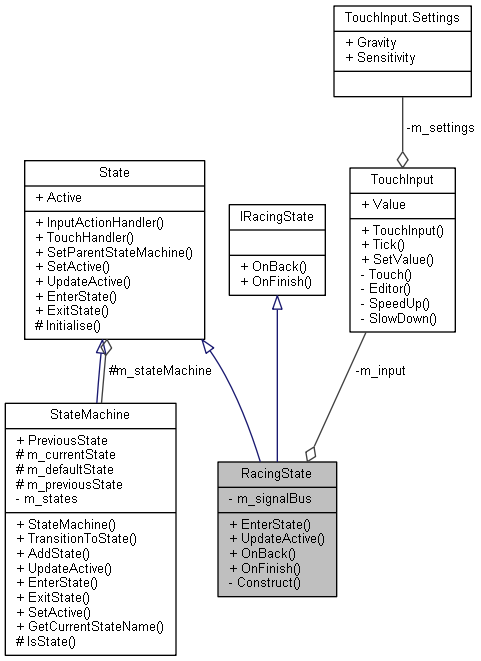 TouchInput.Settings
+ Gravity
+ Sensitivity
-m_settings
State
+ Active
+ InputActionHandler()
+ TouchHandler()
+ SetParentStateMachine()
+ SetActive()
+ UpdateActive()
+ EnterState()
+ ExitState()
# Initialise()
IRacingState
+ OnBack()
+ OnFinish()
TouchInput
+ Value
+ TouchInput()
+ Tick()
+ SetValue()
- Touch()
- Editor()
- SpeedUp()
- SlowDown()
#m_stateMachine
-m_input
StateMachine
+ PreviousState
# m_currentState
# m_defaultState
# m_previousState
- m_states
+ StateMachine()
+ TransitionToState()
+ AddState()
+ UpdateActive()
+ EnterState()
+ ExitState()
+ SetActive()
+ GetCurrentStateName()
# IsState()
RacingState
- m_signalBus
+ EnterState()
+ UpdateActive()
+ OnBack()
+ OnFinish()
- Construct()